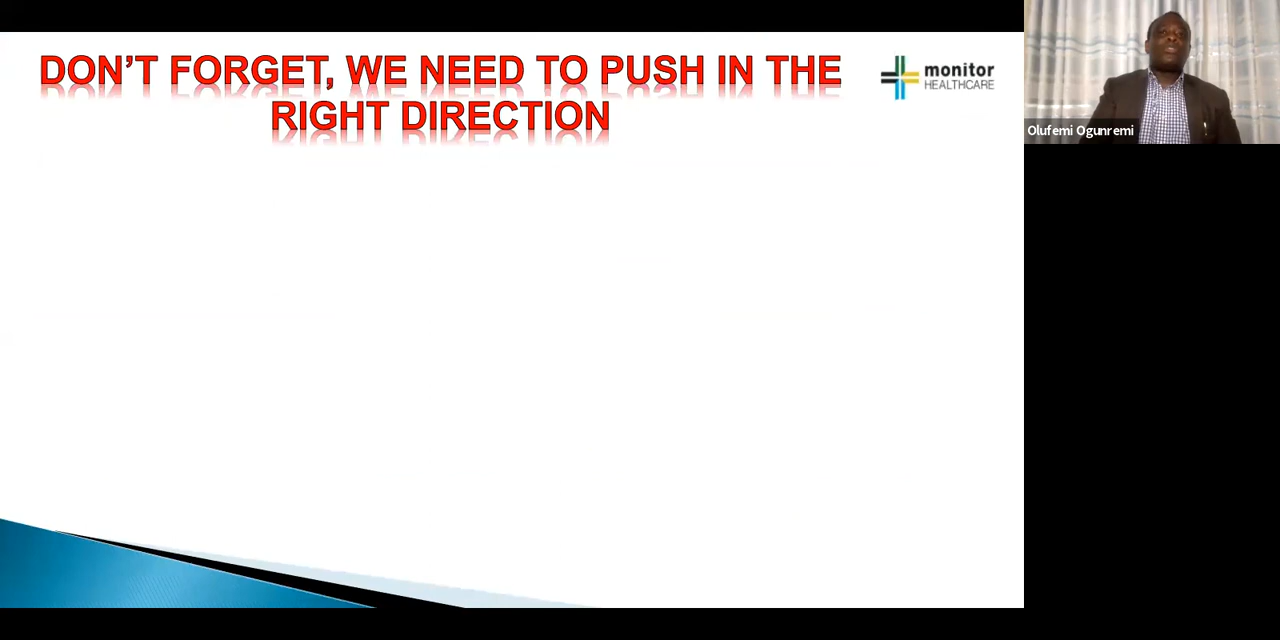 DON’T FORGET, WE NEED TO PUSH IN THE
RIGHT DIRECTION
monitor
HEALTHCARE
Olufemi Ogunremi